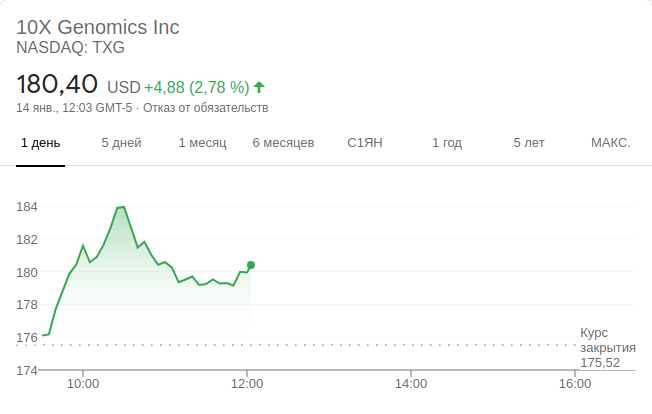 10X Genomics Inc
NASDAQ: TXG
180,40 USD +4,88 (2,78 %)
14 янв., 12:03 GMT-5 · Отказ от обязательств
1 день 5 дней 1 месяц 6 месяцев С1ЯН 1 год 5 лет МАКС.
184
182
180
178
176
Курс
закрытия
175,52
174
10:00 12:00 14:00 16:00